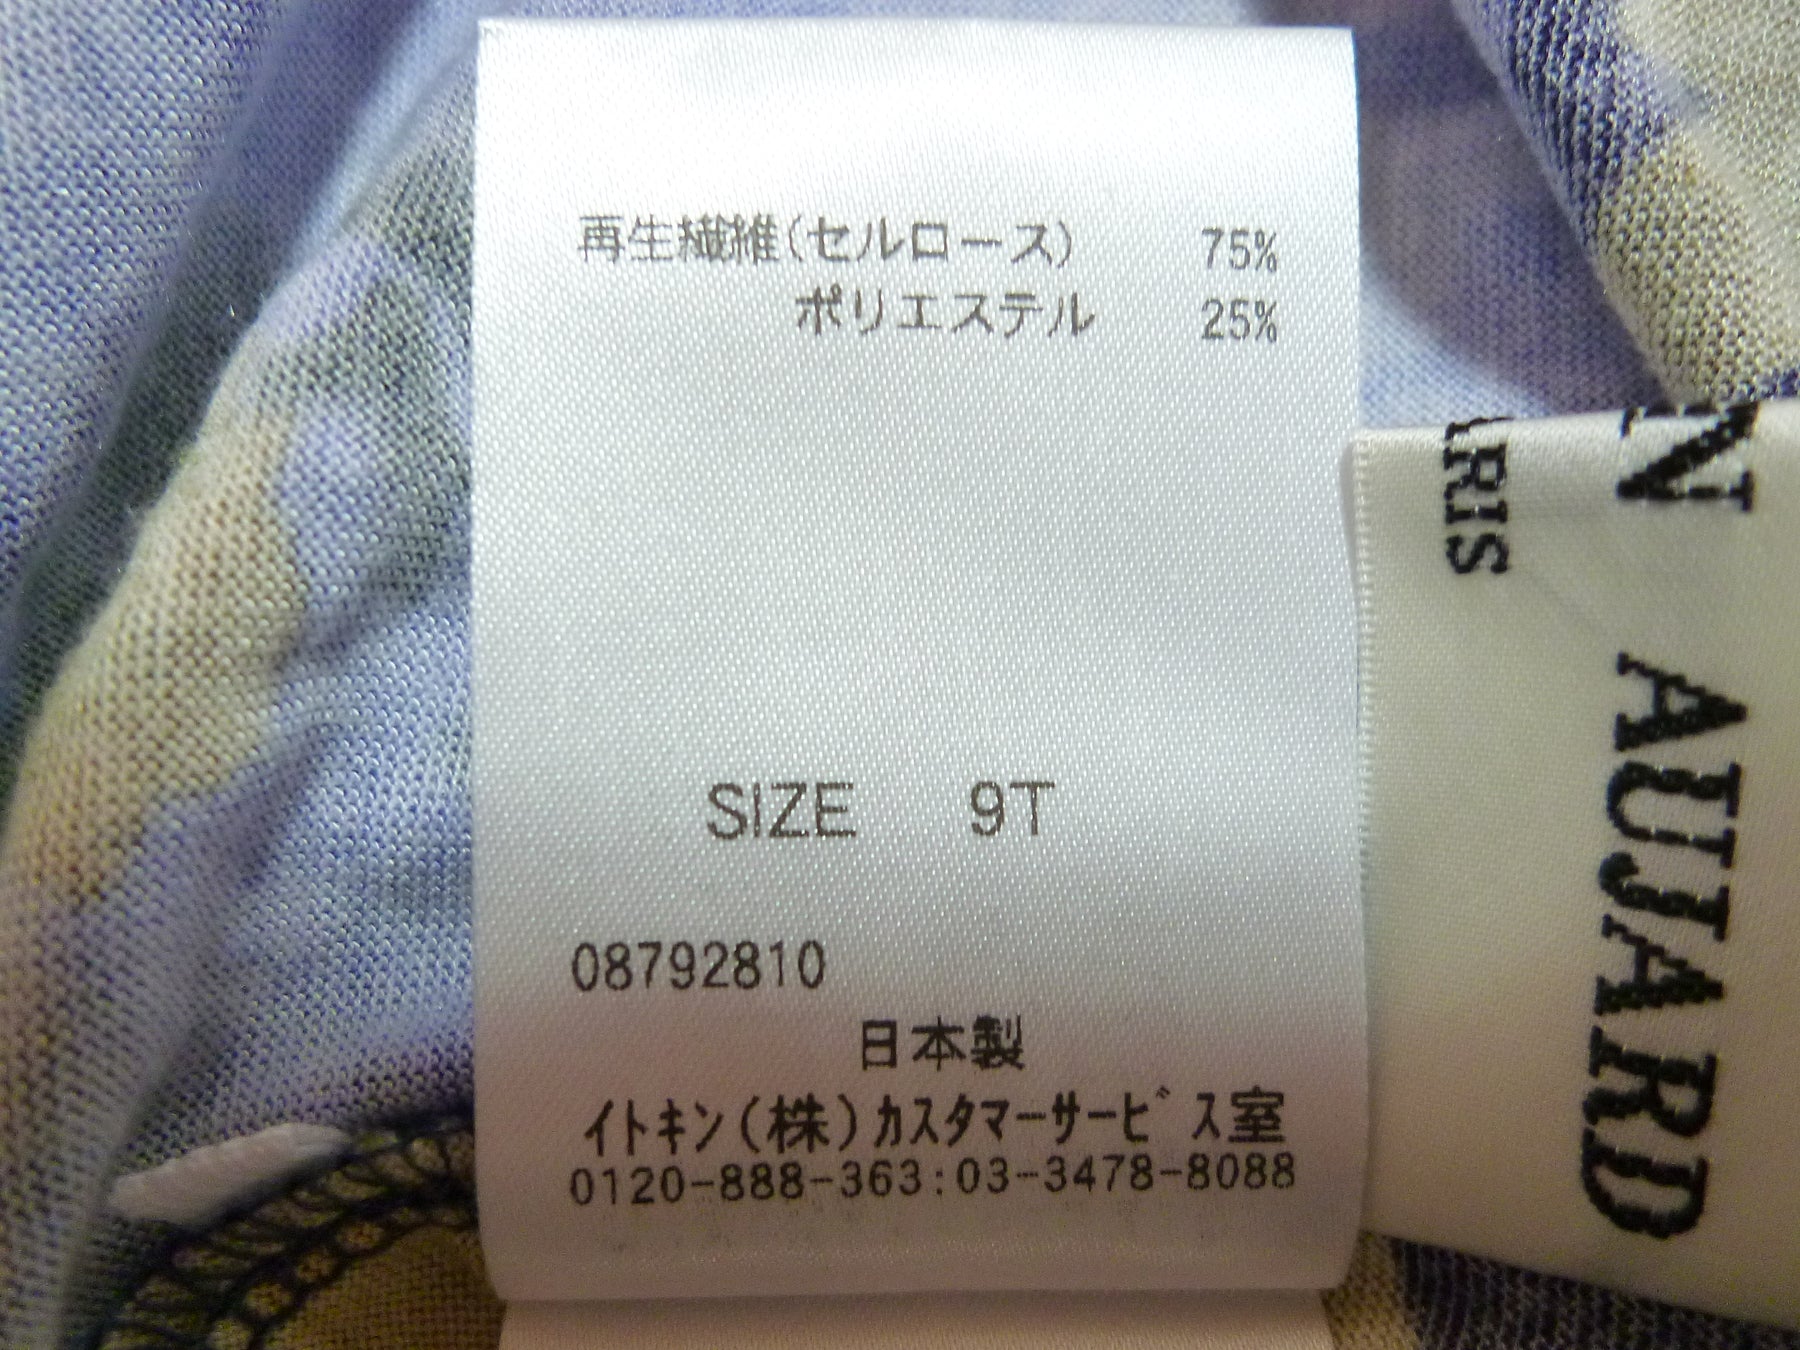 再生繊維(セルロース) 75%
ポリエステル 25%
SIZE 9T
08792810
日本製
ｲﾄｷﾝ(株)ｶｽﾀﾏｰｻｰﾋﾞｽ室
0120-888-363:03-3478-8088
AUJARD